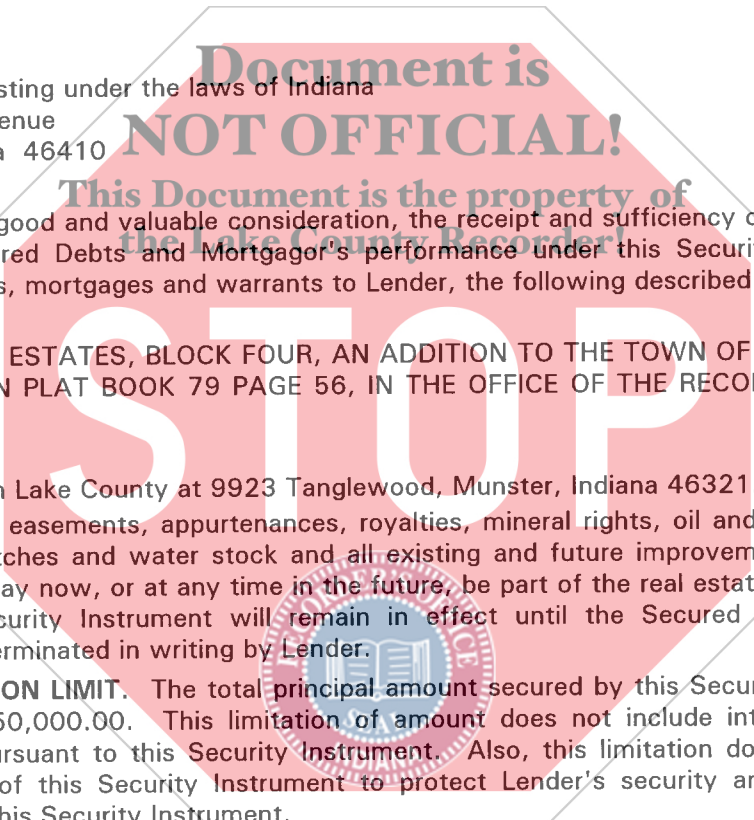 Document is
sting under the laws of Indiana
enue
NOT OFFICIAL!
a 46410
This Document is the property of
good and valuable consideration, the receipt and sufficiency
the Lake County Recorder!
red Debts and Mortgagor's performance under this Securi
s, mortgages and warrants to Lender, the following described
ESTATES, BLOCK FOUR, AN ADDITION TO THE TOWN OF
N PLAT BOOK 79 PAGE 56, IN THE OFFICE OF THE RECO
STOP
n Lake County at 9923 Tanglewood, Munster, Indiana 46321
easements, appurtenances, royalties, mineral rights, oil and
tches and water stock and all existing and future improvem
ay now, or at any time in the future, be part of the real estat
curity Instrument will remain in effect until the Secured
erminated in writing by Lender.
ON LIMIT. The total principal amount secured by this Secur
50,000.00. This limitation of amount does not include int
rsuant to this Security Instrument. Also, this limitation do
of this Security Instrument to protect Lender's security an
his Security Instrument.
RECORDER'S OFFICE
SEAL
INDIANA